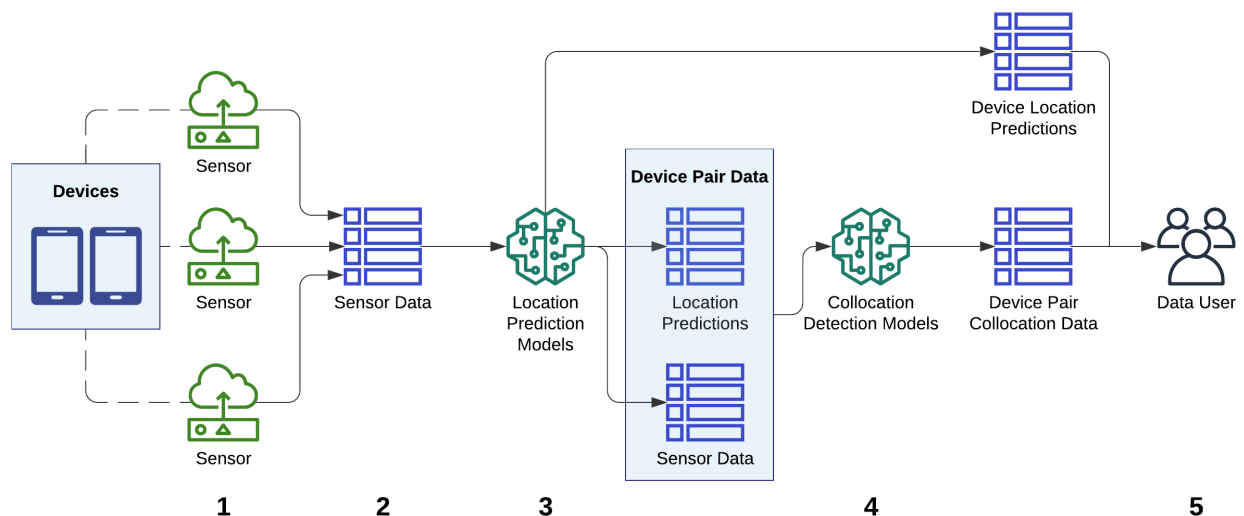 Devices
Sensor
Sensor
Sensor
Sensor Data
Location
Prediction
Models
Device Pair Data
Location
Predictions
Sensor Data
Collocation
Detection Models
Device Location
Predictions
Device Pair
Collocation Data
Data User
1
2
3
4
5